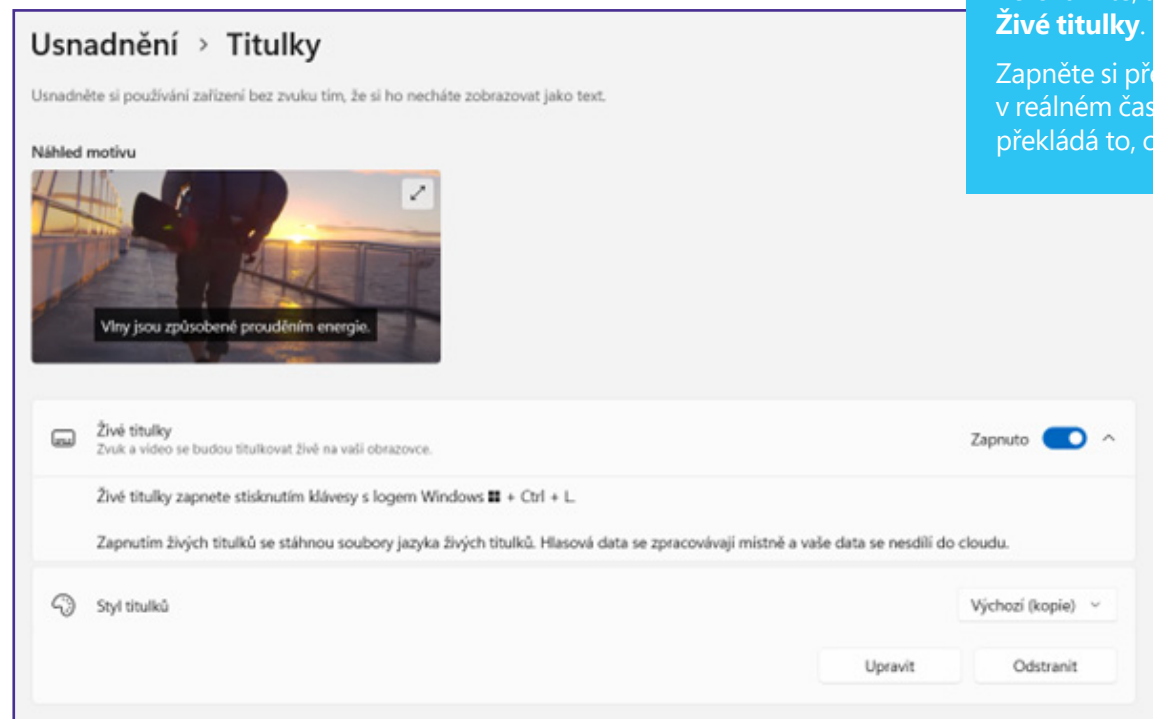 Živé titulky.
Zapněte si
v reálném
překládá to,
Usnadnění > Titulky
Usnadněte si používání zařízení bez zvuku tím, že si ho necháte zobrazovat jako text.
Náhled motivu
Vlny jsou způsobené prouděním energie.
Živé titulky
Zvuk a video se budou titulkovat živě na vaší obrazovce.
Zapnuto
Živé titulky zapnete stisknutím klávesy s logem Windows + Ctrl + L.
Zapnutím živých titulků se stáhnou soubory jazyka živých titulků. Hlasová data se zpracovávají místně a vaše data se nesdílí do cloudu.
Styl titulků
Výchozí (kopie)
Upravit
Odstranit